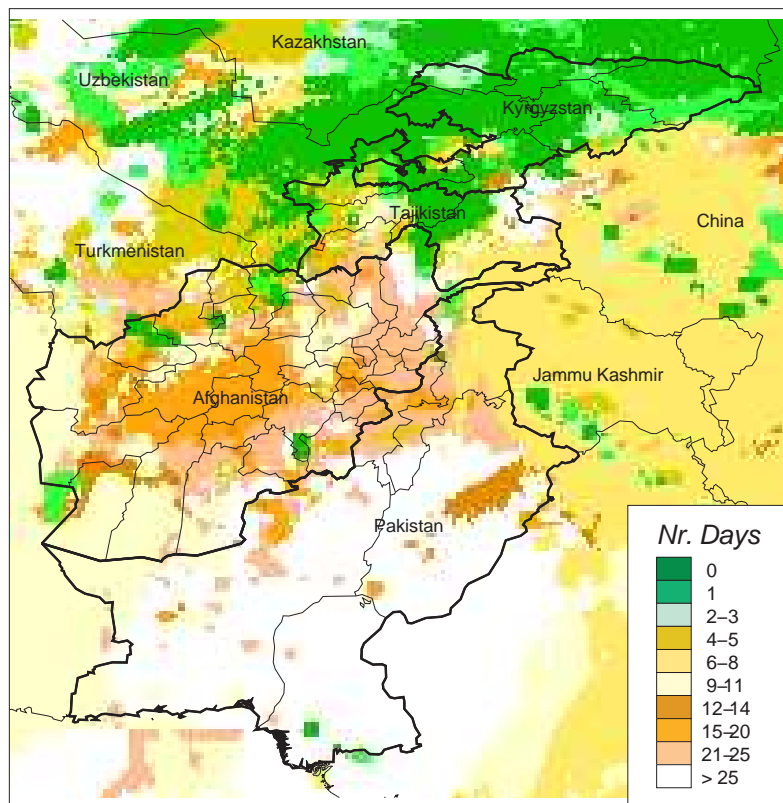 Kazakhstan
Uzbekistan
Kyrgyzstan
Tajikistan
China
Turkmenistan
Jammu Kashmir
Afghanistan
Pakistan
Nr. Days
0
1
2–3
4–5
6–8
9–11
12–14
15–20
21–25
> 25